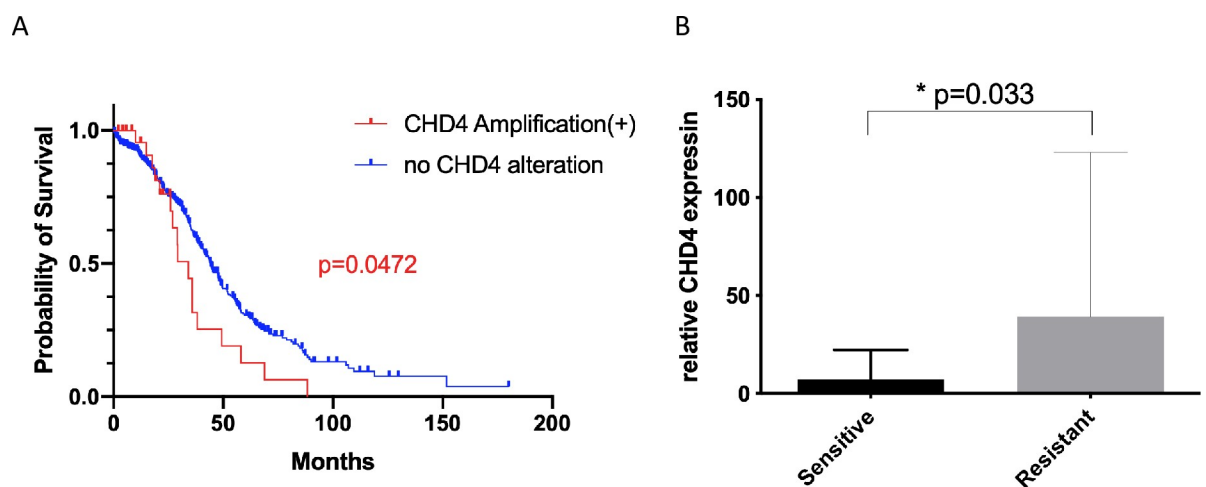 A
B
CHD4 Amplification(+)
no CHD4 alteration
p=0.0472
Probability of Survival
1.0
0.5
0.0
0
50
100
150
200
Months
* p=0.033
relative CHD4 expressin
150
100
50
0
Sensitive
Resistant